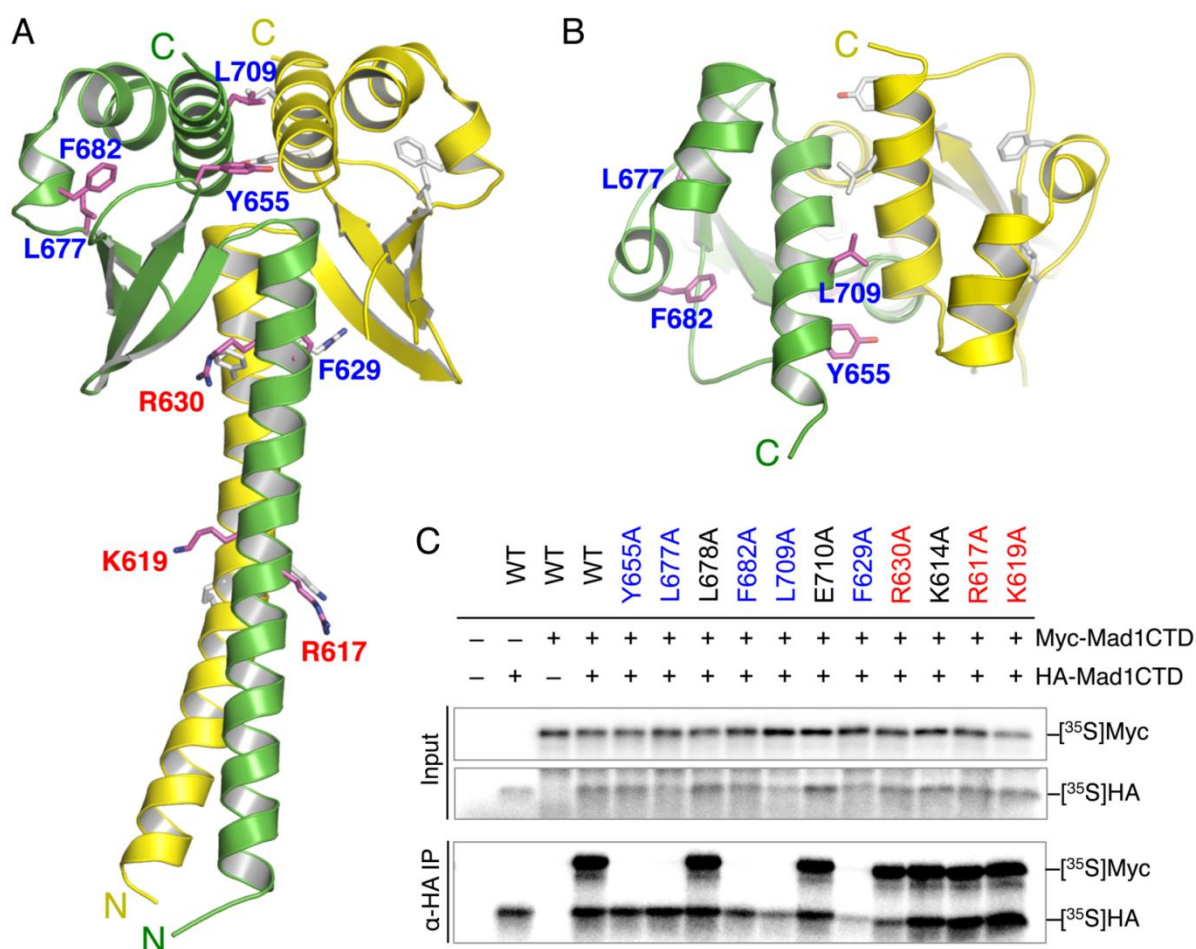 A
C
C
L709
F682
Y655
L677
F629
R630
K619
R617
N
N
B
C
L677
L709
F682
Y655
C
C
WT WT WT Y655A L677A L678A F682A L709A E710A F629A R630A K614A R617A K619A
– – + + + + + + + + + + + + + Myc-Mad1CTD
– + – + + + + + + + + + + + + HA-Mad1CTD
Input
–[³⁵S]Myc
–[³⁵S]HA
α-HA IP
–[³⁵S]Myc
–[³⁵S]HA